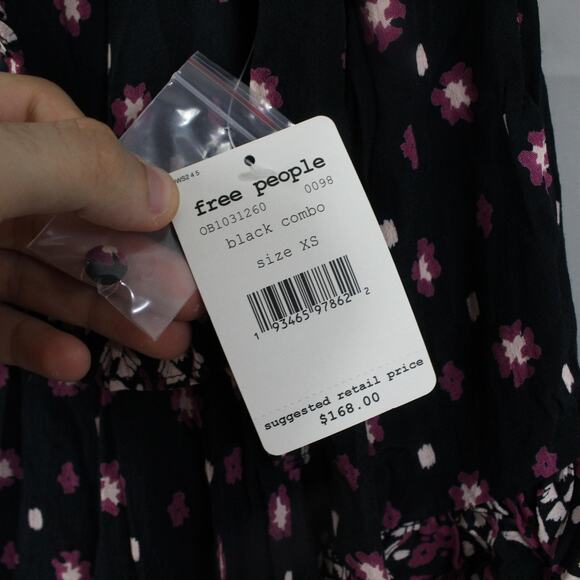 free people
OB1031260 0098
black combo
size XS
1 93465 97862 2
suggested retail price
$168.00